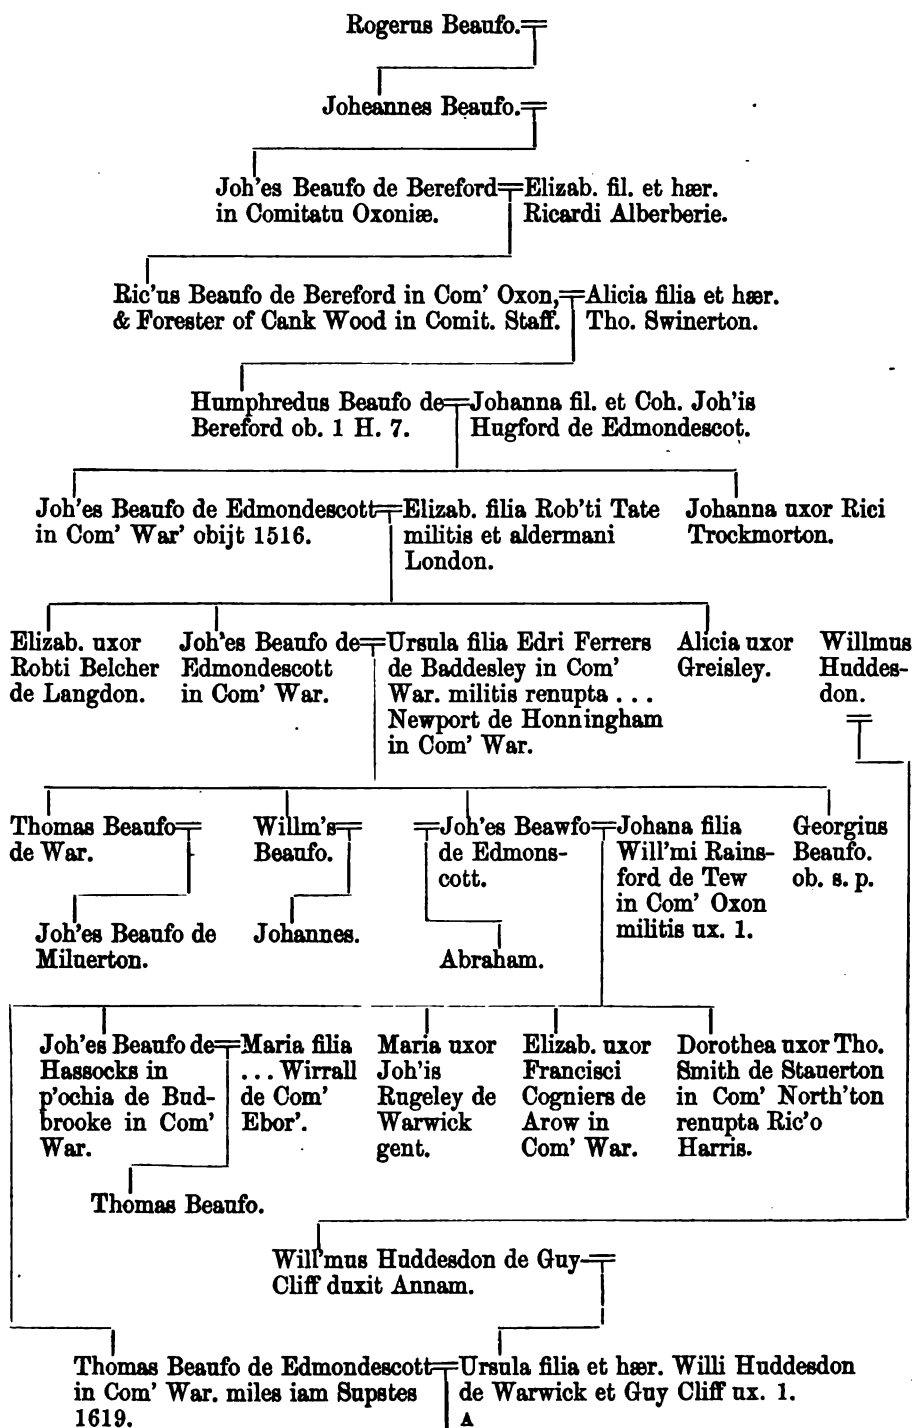 Rogerus Beaufo.
Joheannes Beaufo.
Joh'es Beaufo de Bereford
in Comitatu Oxoniæ.
Elizab. fil. et hær.
Ricardi Alberberie.
Ric'us Beaufo de Bereford in Com' Oxon,
& Forester of Cank Wood in Comit. Staff.
Alicia filia et hær.
Tho. Swinerton.
Humphredus Beaufo de
Bereford ob. 1 H. 7.
Johanna fil. et Coh. Joh'is
Hugford de Edmondescot.
Joh'es Beaufo de Edmondescott
in Com' War' obijt 1516.
Elizab. filia Rob'ti Tate
militis et aldermani
London.
Johanna uxor Rici
Trockmorton.
Elizab. uxor
Robti Belcher
de Langdon.
Joh'es Beaufo de
Edmondescott
in Com' War.
Ursula filia Edri Ferrers
de Baddesley in Com'
War. militis renupta ...
Newport de Honningham
in Com' War.
Alicia uxor
Greisley.
Willmus
Huddes-
don.
Thomas Beaufo
de War.
Willm's
Beaufo.
Joh'es Beawfo
de Edmons-
cott.
Johana filia
Will'mi Rains-
ford de Tew
in Com' Oxon
militis ux. 1.
Georgius
Beaufo.
ob. s. p.
Joh'es Beaufo de
Miluerton.
Johannes.
Abraham.
Joh'es Beaufo de
Hassocks in
p'ochia de Bud-
brooke in Com'
War.
Maria filia
... Wirrall
de Com'
Ebor'.
Maria uxor
Joh'is
Rugeley de
Warwick
gent.
Elizab. uxor
Francisci
Cogniers de
Arow in
Com' War.
Dorothea uxor Tho.
Smith de Stauerton
in Com' North'ton
renupta Ric'o
Harris.
Thomas Beaufo.
Will'mus Huddesdon de Guy
Cliff duxit Annam.
Thomas Beaufo de Edmondescott
in Com' War. miles iam Supstes
1619.
Ursula filia et hær. Willi Huddesdon
de Warwick et Guy Cliff ux. 1.
A